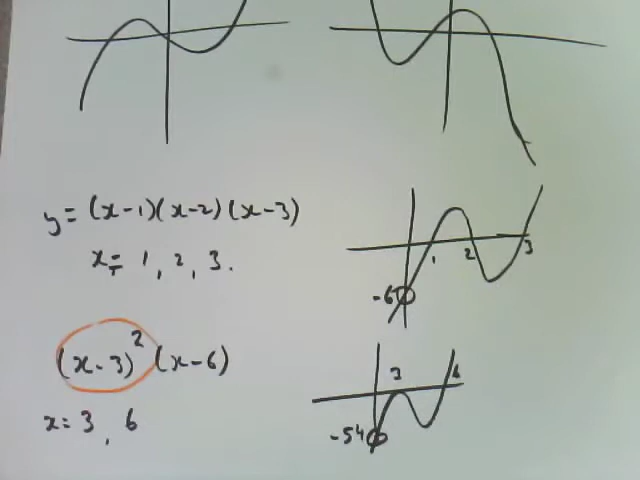 y = (x-1)(x-2)(x-3)
x = 1, 2, 3.
1 2 3
-6
(x-3)² (x-6)
x = 3, 6
3 6
-54